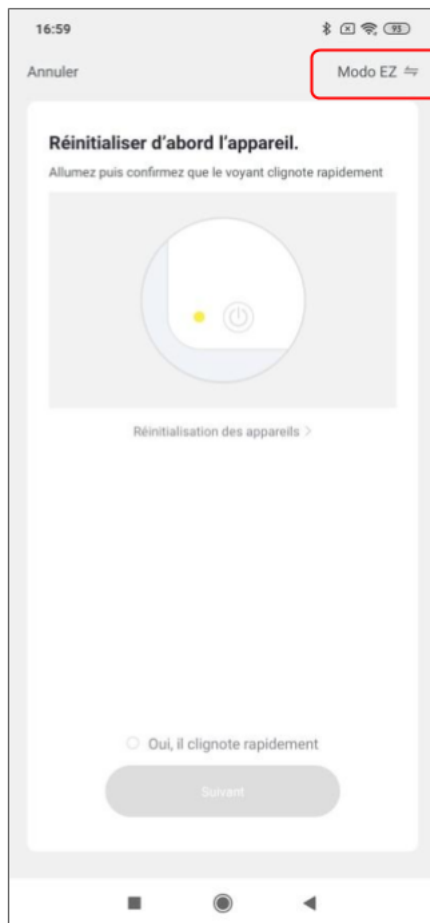 16:59
93
Annuler
Modo EZ
Réinitialiser d'abord l'appareil.
Allumez puis confirmez que le voyant clignote rapidement
Réinitialisation des appareils >
Oui, il clignote rapidement
Suivant